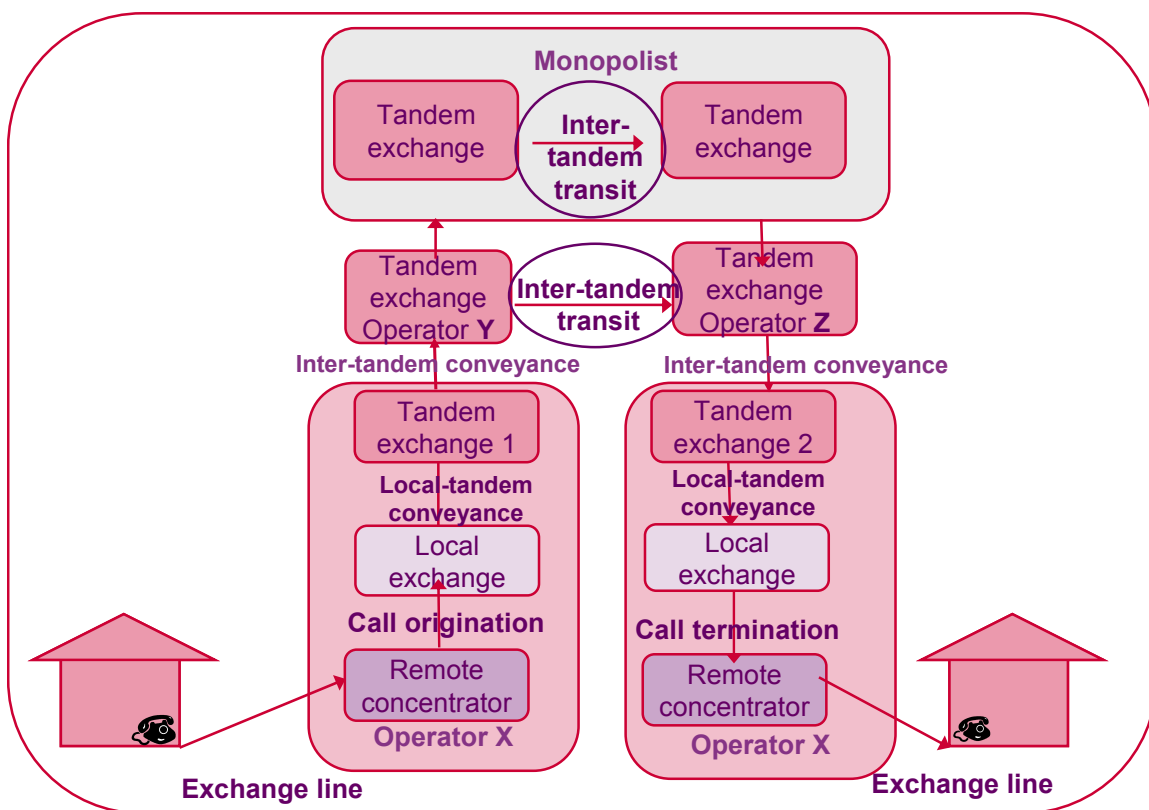 Monopolist
Tandem
exchange
Inter-
tandem
transit
Tandem
exchange
Tandem
exchange
Operator Y
Inter-tandem
transit
Tandem
exchange
Operator Z
Inter-tandem conveyance
Inter-tandem conveyance
Tandem
exchange 1
Local-tandem
conveyance
Local
exchange
Call origination
Remote
concentrator
Operator X
Tandem
exchange 2
Local-tandem
conveyance
Local
exchange
Call termination
Remote
concentrator
Operator X
Exchange line
Exchange line